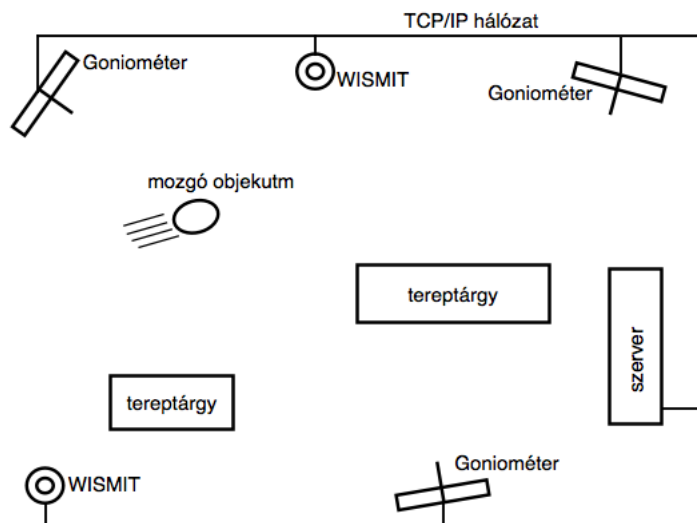 TCP/IP hálózat
Goniométer
WISMIT
Goniométer
mozgó objekutm
tereptárgy
szerver
tereptárgy
Goniométer
WISMIT